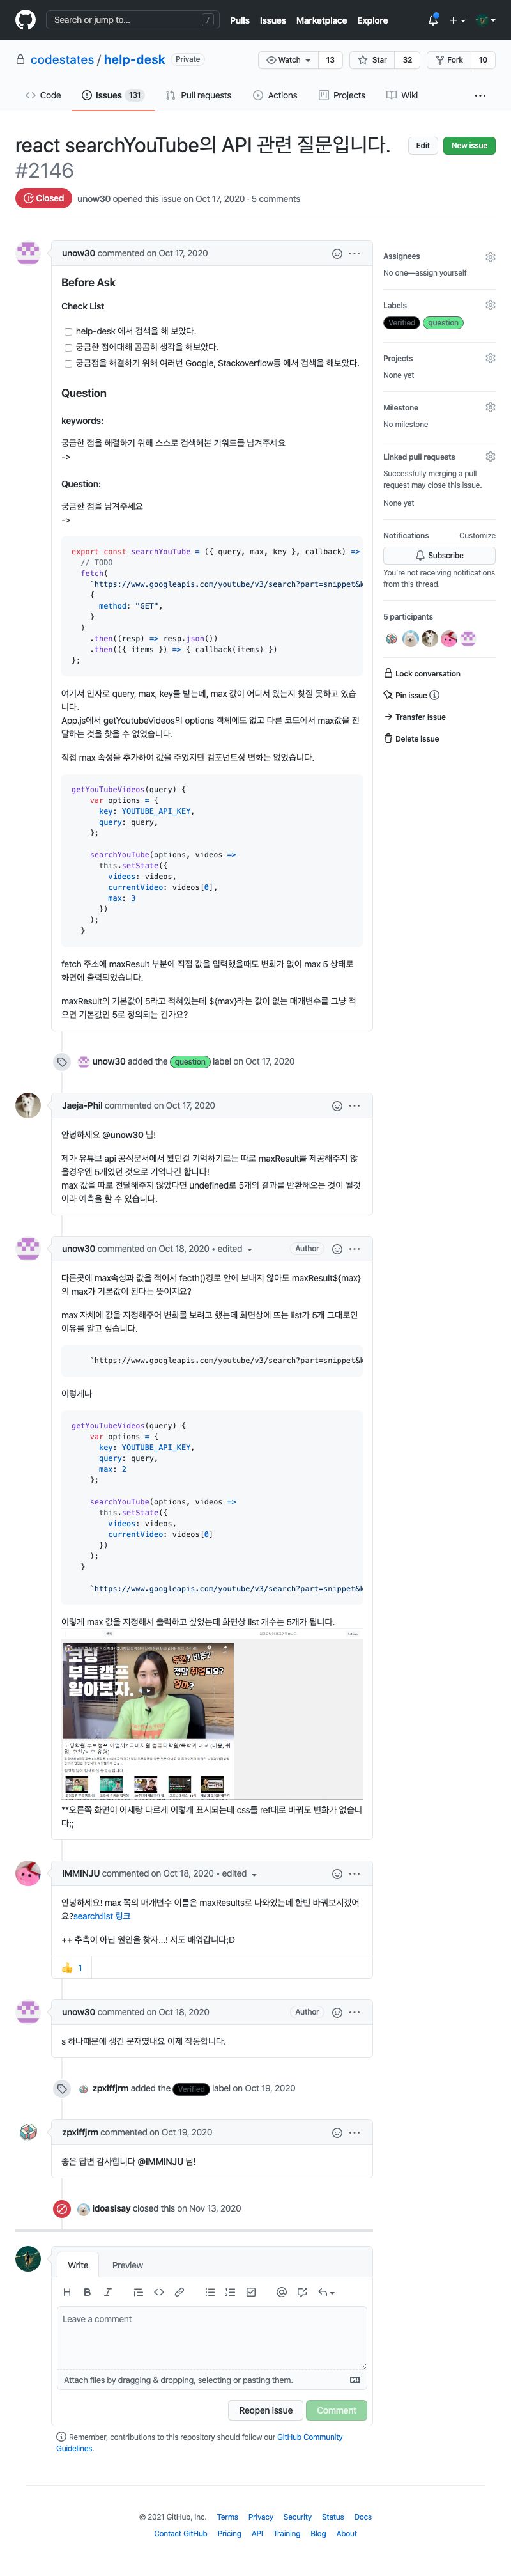 Search or jump to...
/
Pulls Issues Marketplace Explore
codestates / help-desk Private
Watch 13 Star 32 Fork 10
Code Issues 131 Pull requests Actions Projects Wiki
react searchYouTube의 API 관련 질문입니다.
#2146
Edit New issue
Closed unow30 opened this issue on Oct 17, 2020 · 5 comments
unow30 commented on Oct 17, 2020
Before Ask
Check List
help-desk 에서 검색을 해 보았다.
궁금한 점에대해 곰곰히 생각을 해보았다.
궁금점을 해결하기 위해 여러번 Google, Stackoverflow등 에서 검색을 해보았다.
Question
keywords:
궁금한 점을 해결하기 위해 스스로 검색해본 키워드를 남겨주세요
->
Question:
궁금한 점을 남겨주세요
->
export const searchYouTube = ({ query, max, key }, callback) =>
// TODO
fetch(
`https://www.googleapis.com/youtube/v3/search?part=snippet&k
{
method: "GET",
}
)
.then((resp) => resp.json())
.then(({ items }) => { callback(items) })
};
여기서 인자로 query, max, key를 받는데, max 값이 어디서 왔는지 찾질 못하고 있습
니다.
App.js에서 getYoutubeVideos의 options 객체에도 없고 다른 코드에서 max값을 전
달하는 것을 찾을 수 없었습니다.
직접 max 속성을 추가하여 값을 주었지만 컴포넌트상 변화는 없었습니다.
getYouTubeVideos(query) {
var options = {
key: YOUTUBE_API_KEY,
query: query,
};
searchYouTube(options, videos =>
this.setState({
videos: videos,
currentVideo: videos[0],
max: 3
})
);
}
fetch 주소에 maxResult 부분에 직접 값을 입력했을때도 변화가 없이 max 5 상태로
화면에 출력되었습니다.
maxResult의 기본값이 5라고 적혀있는데 ${max}라는 값이 없는 매개변수를 그냥 적
으면 기본값인 5로 정의되는 건가요?
unow30 added the question label on Oct 17, 2020
Jaeja-Phil commented on Oct 17, 2020
안녕하세요 @unow30 님!
제가 유튜브 api 공식문서에서 봤던걸 기억하기로는 따로 maxResult를 제공해주지 않
을경우엔 5개였던 것으로 기억나긴 합니다!
max 값을 따로 전달해주지 않았다면 undefined로 5개의 결과를 반환해오는 것이 될것
이라 예측을 할 수 있습니다.
unow30 commented on Oct 18, 2020 • edited Author
다른곳에 max속성과 값을 적어서 fecth()경로 안에 보내지 않아도 maxResult${max}
의 max가 기본값이 된다는 뜻이지요?
max 자체에 값을 지정해주어 변화를 보려고 했는데 화면상에 뜨는 list가 5개 그대로인
이유를 알고 싶습니다.
`https://www.googleapis.com/youtube/v3/search?part=snippet&k
이렇게나
getYouTubeVideos(query) {
var options = {
key: YOUTUBE_API_KEY,
query: query,
max: 2
};
searchYouTube(options, videos =>
this.setState({
videos: videos,
currentVideo: videos[0]
})
);
}
`https://www.googleapis.com/youtube/v3/search?part=snippet&k
이렇게 max 값을 지정해서 출력하고 싶었는데 화면상 list 개수는 5개가 됩니다.
코딩
부트캠프
알아보자.
**오른쪽 화면이 어제랑 다르게 이렇게 표시되는데 css를 ref대로 바꿔도 변화가 없습니
다;;
IMMINJU commented on Oct 18, 2020 • edited
안녕하세요! max 쪽의 매개변수 이름은 maxResults로 나와있는데 한번 바꿔보시겠어
요?search:list 링크
++ 추측이 아닌 원인을 찾자...! 저도 배워갑니다;D
👍 1
unow30 commented on Oct 18, 2020 Author
s 하나때문에 생긴 문재였내요 이제 작동합니다.
zpxlffjrm added the Verified label on Oct 19, 2020
zpxlffjrm commented on Oct 19, 2020
좋은 답변 감사합니다 @IMMINJU 님!
idoasisay closed this on Nov 13, 2020
Write Preview
Leave a comment
Attach files by dragging & dropping, selecting or pasting them.
Reopen issue Comment
Remember, contributions to this repository should follow our GitHub Community
Guidelines.
Assignees
No one—assign yourself
Labels
Verified question
Projects
None yet
Milestone
No milestone
Linked pull requests
Successfully merging a pull
request may close this issue.
None yet
Notifications Customize
Subscribe
You're not receiving notifications
from this thread.
5 participants
Lock conversation
Pin issue
Transfer issue
Delete issue
© 2021 GitHub, Inc. Terms Privacy Security Status Docs
Contact GitHub Pricing API Training Blog About